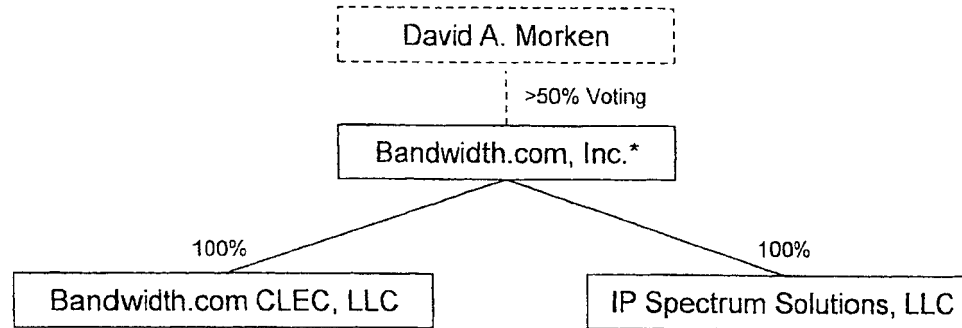 David A. Morken
>50% Voting
Bandwidth.com, Inc.*
100%
100%
Bandwidth.com CLEC, LLC
IP Spectrum Solutions, LLC